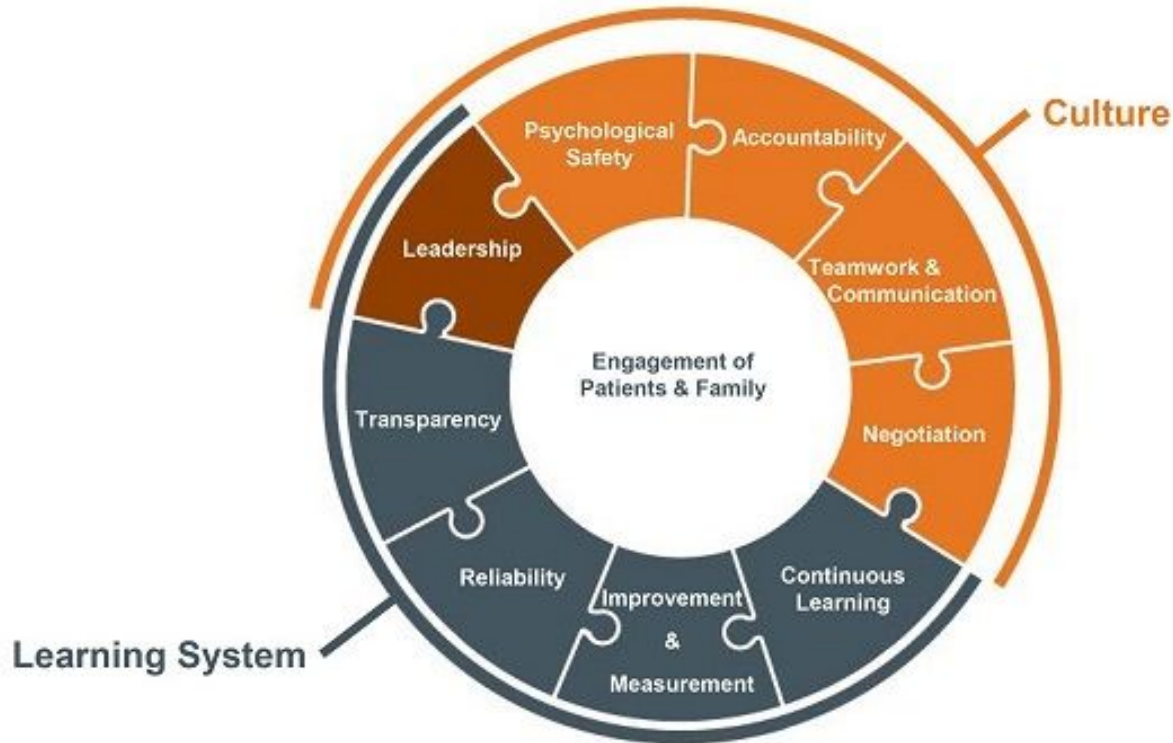 Culture
Psychological
Safety
Accountability
Leadership
Teamwork &
Communication
Engagement of
Patients & Family
Transparency
Negotiation
Reliability
Improvement
&
Measurement
Continuous
Learning
Learning System